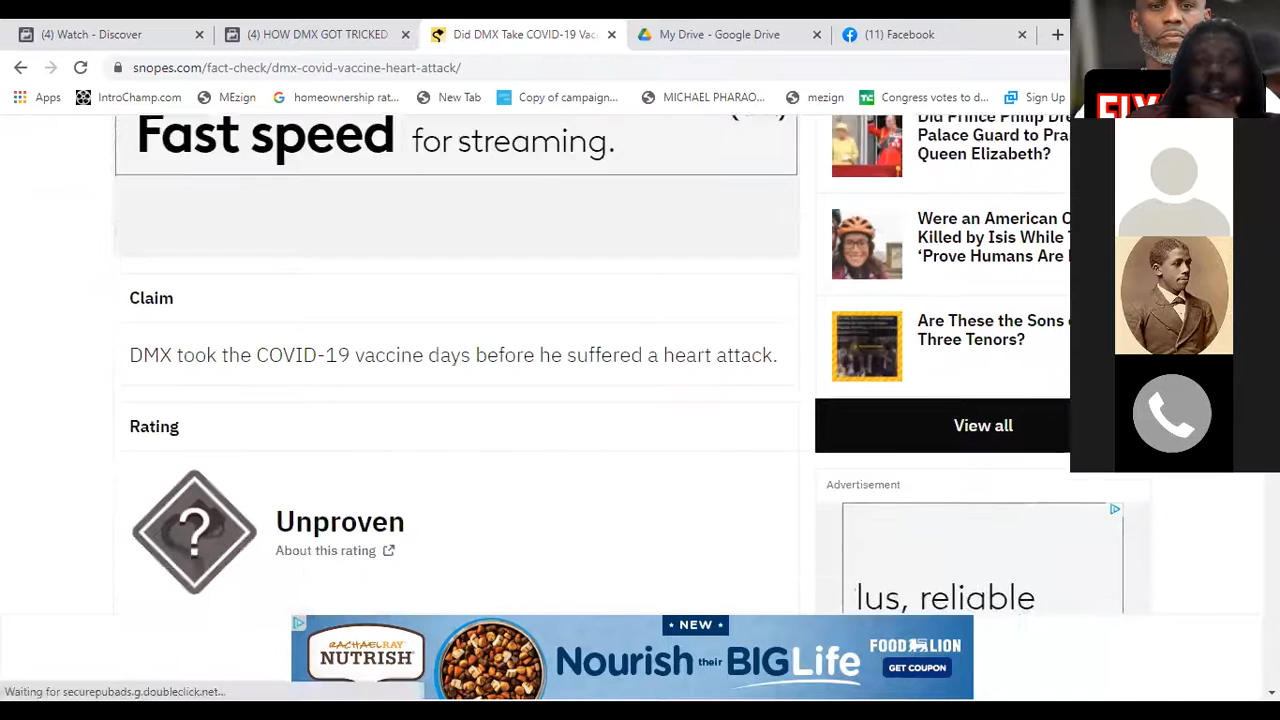 (4) Watch - Discover
(4) HOW DMX GOT TRICKED
Did DMX Take COVID-19 Vac
My Drive - Google Drive
(11) Facebook
snopes.com/fact-check/dmx-covid-vaccine-heart-attack/
Apps
IntroChamp.com
MEzign
homeownership rat...
New Tab
Copy of campaign...
MICHAEL PHARAO...
mezign
Congress votes to d...
Sign Up
Fast speed for streaming.
Claim
DMX took the COVID-19 vaccine days before he suffered a heart attack.
Rating
Unproven
About this rating
Did Prince Philip Dre
Palace Guard to Pra
Queen Elizabeth?
Were an American C
Killed by Isis While T
'Prove Humans Are
Are These the Sons o
Three Tenors?
View all
Advertisement
lus, reliable
RACHAEL RAY
NUTRISH
NEW
Nourish their BIG Life
FOOD LION
GET COUPON
Waiting for securepubads.g.doubleclick.net...